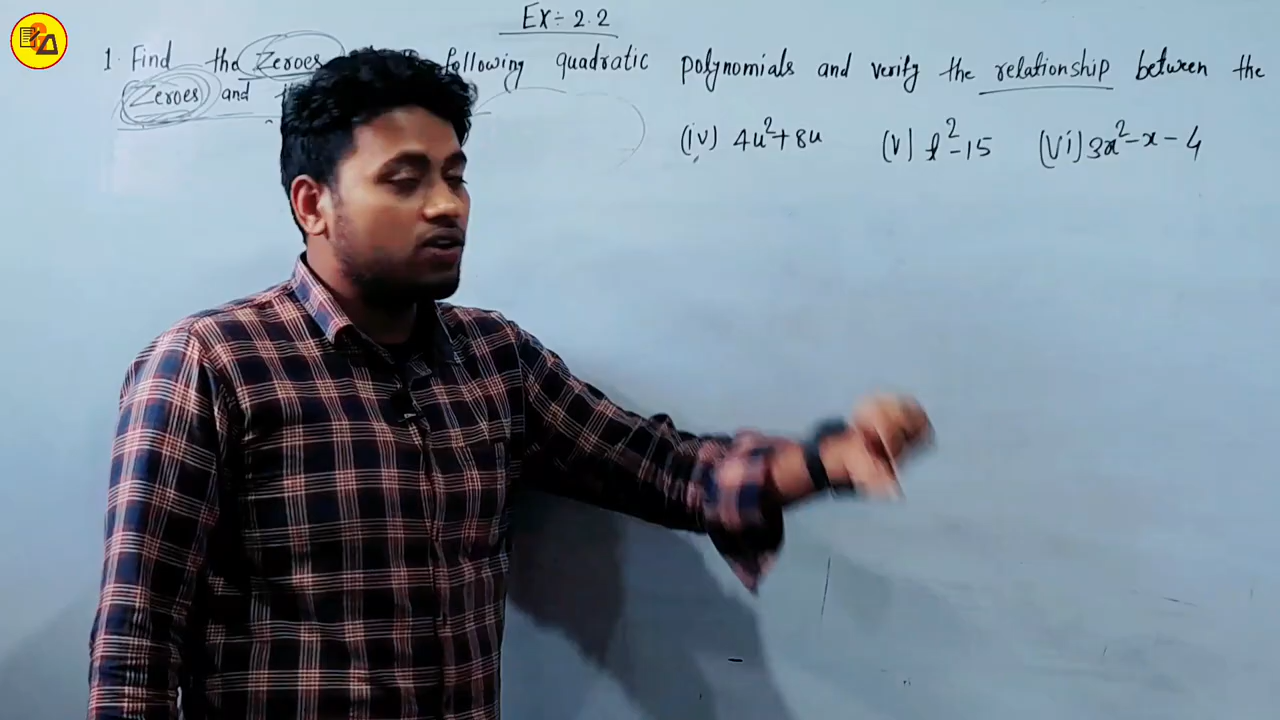 EX÷ 2.2
1. Find the Zeroes following quadratic polynomials and verify the relationship between the
Zeroes and
(iv) 4u²+8u (v) l²-15 (vi) 3x²-x-4